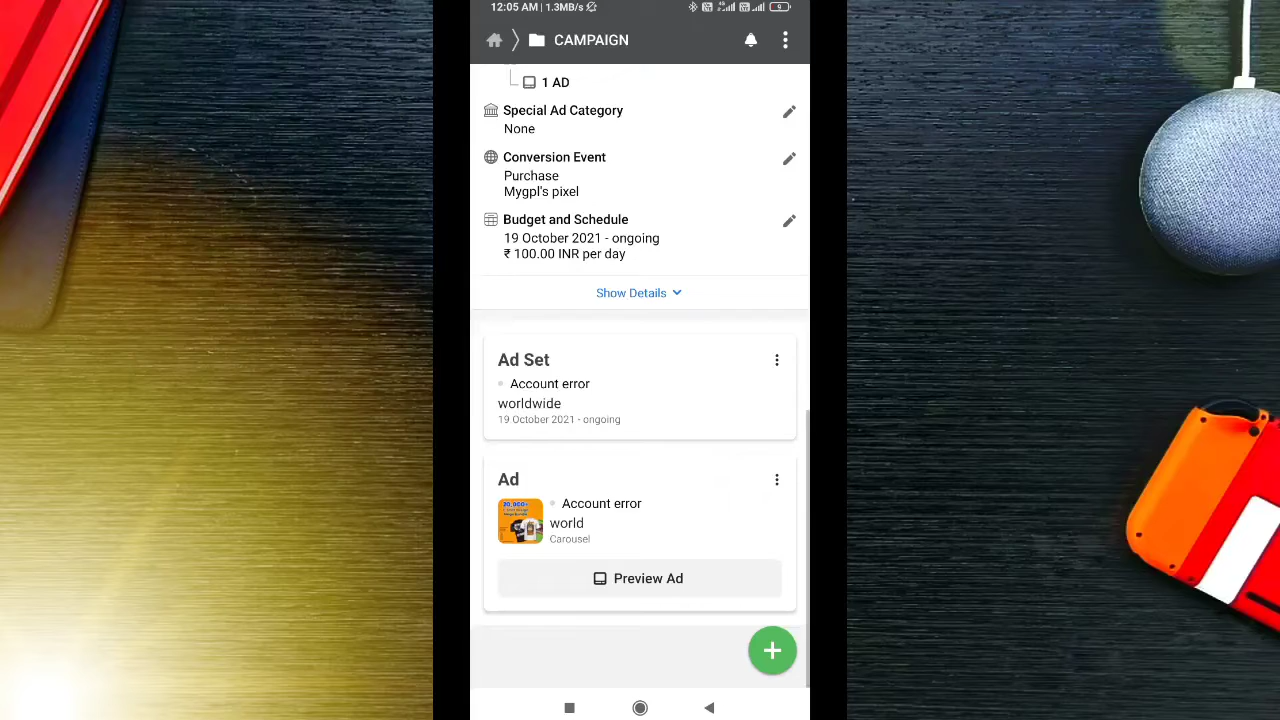 12:05 AM | 1.3MB/s
CAMPAIGN
1 AD
Special Ad Category
None
Conversion Event
Purchase
Mygpl's pixel
Budget and Schedule
19 October 2021 - ongoing
₹ 100.00 INR per day
Show Details
Ad Set
Account error
worldwide
19 October 2021 - ongoing
Ad
20,000+
Account error
world
Carousel
Preview Ad